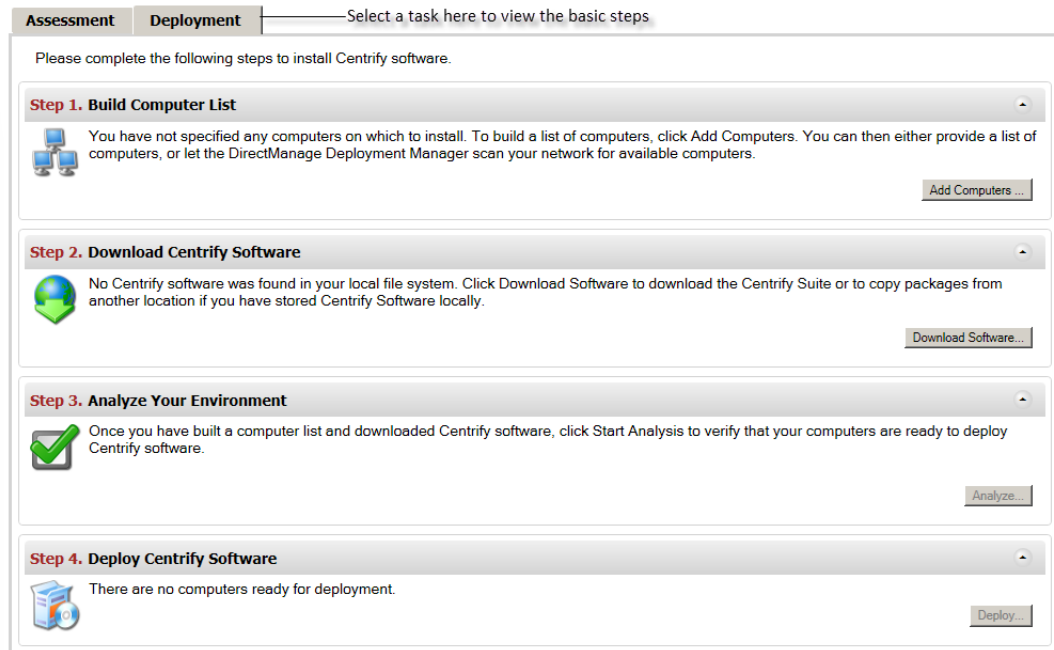 Assessment Deployment Select a task here to view the basic steps
Please complete the following steps to install Centrify software.
Step 1. Build Computer List
You have not specified any computers on which to install. To build a list of computers, click Add Computers. You can then either provide a list of
computers, or let the DirectManage Deployment Manager scan your network for available computers.
Add Computers ...
Step 2. Download Centrify Software
No Centrify software was found in your local file system. Click Download Software to download the Centrify Suite or to copy packages from
another location if you have stored Centrify Software locally.
Download Software...
Step 3. Analyze Your Environment
Once you have built a computer list and downloaded Centrify software, click Start Analysis to verify that your computers are ready to deploy
Centrify software.
Analyze...
Step 4. Deploy Centrify Software
There are no computers ready for deployment.
Deploy...